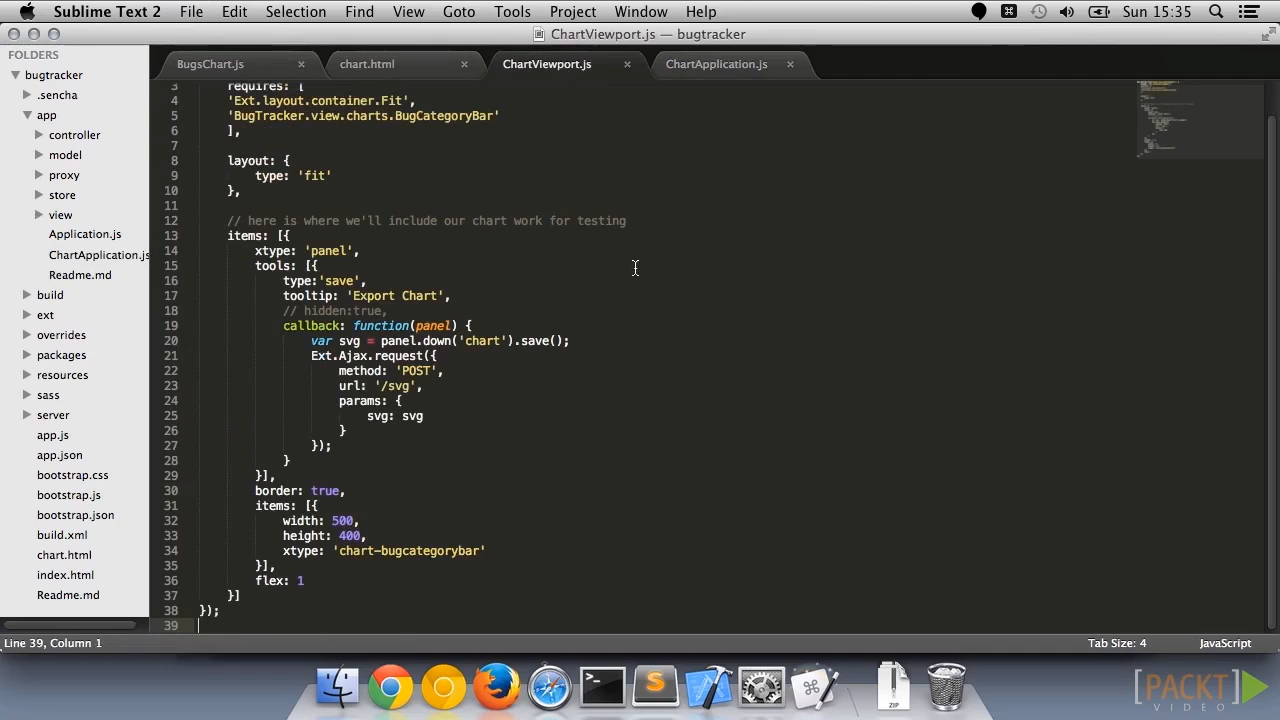 Sublime Text 2 File Edit Selection Find View Goto Tools Project Window Help Sun 15:35
ChartViewport.js — bugtracker
BugsChart.js × chart.html × ChartViewport.js × ChartApplication.js ×
FOLDERS
bugtracker
.sencha
app
controller
model
proxy
store
view
Application.js
ChartApplication.js
Readme.md
build
ext
overrides
packages
resources
sass
server
app.js
app.json
bootstrap.css
bootstrap.js
bootstrap.json
build.xml
chart.html
index.html
Readme.md
3 requires: [
4 'Ext.layout.container.Fit',
5 'BugTracker.view.charts.BugCategoryBar'
6 ],
7
8 layout: {
9 type: 'fit'
10 },
11
12 // here is where we'll include our chart work for testing
13 items: [{
14 xtype: 'panel',
15 tools: [{
16 type:'save',
17 tooltip: 'Export Chart',
18 // hidden:true,
19 callback: function(panel) {
20 var svg = panel.down('chart').save();
21 Ext.Ajax.request({
22 method: 'POST',
23 url: '/svg',
24 params: {
25 svg: svg
26 }
27 });
28 }
29 }],
30 border: true,
31 items: [{
32 width: 500,
33 height: 400,
34 xtype: 'chart-bugcategorybar'
35 }],
36 flex: 1
37 }]
38 });
39
Line 39, Column 1 Tab Size: 4 JavaScript
ZIP
[PACKT]
VIDEO